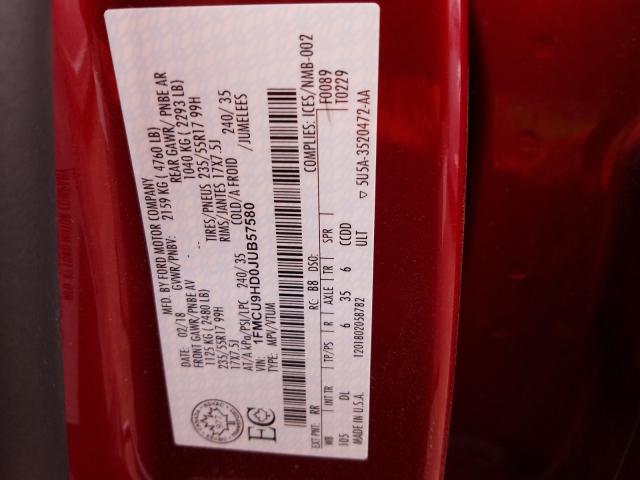 MFD. BY FORD MOTOR COMPANY
DATE: 02/18 GVWR/PNBV: 2159 KG ( 4760 LB)
FRONT GAWR/ PNBE AV REAR GAWR/ PNBE AR
1125 KG ( 2480 LB) 1040 KG ( 2293 LB)
235/55R17 99H TIRES/PNEUS 235/55R17 99H
17X7.5J RIMS/JANTES 17X7.5J
AT/A kPa/PSI/LPC 240/ 35 COLD/A FROID 240/ 35
VIN: 1FMCU9HD0JUB57580 /JUMELEES
TYPE: MPV/VTUM
EC
COMPLIES: ICES/NMB-002
EXT PNT: RR RC: B8 DSO: F0089
WB INT TR TP/PS R AXLE TR SPR T0229
105 DL 6 35 6 CCDD
MADE IN U.S.A. 1201802058782 ULT ▽ 5U5A-3520472-AA